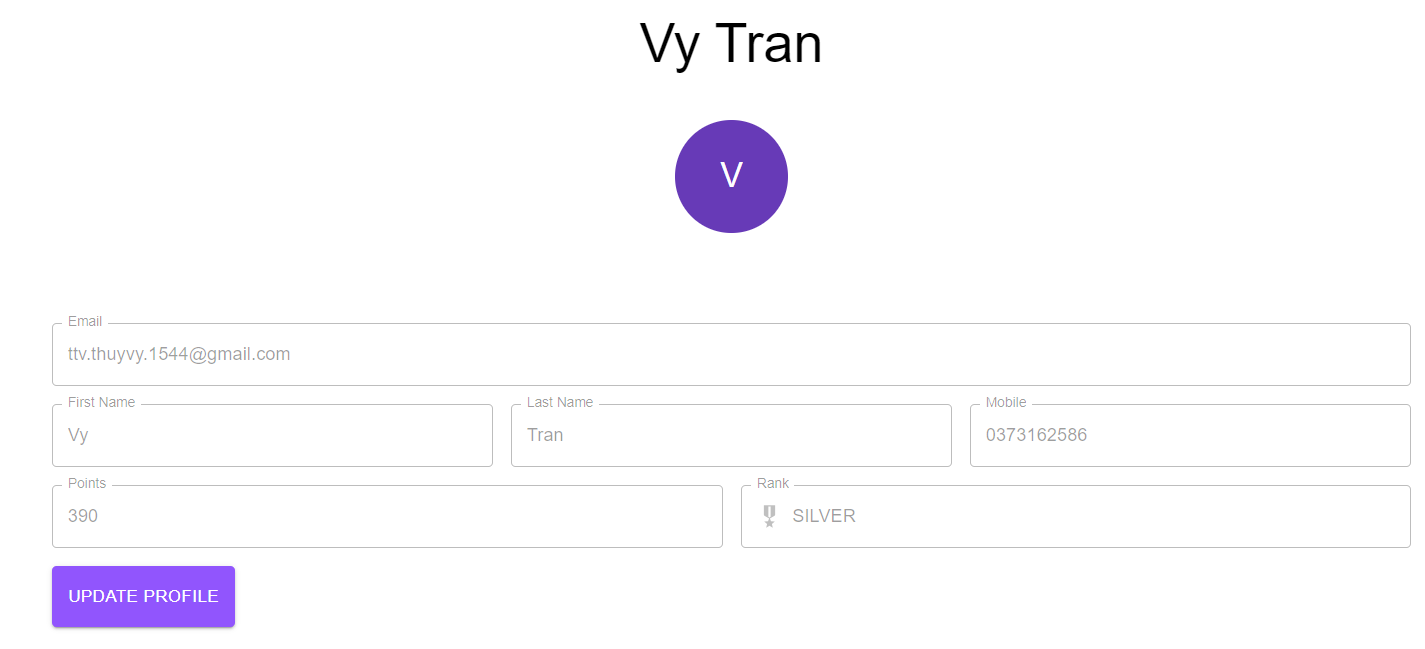 Vy Tran
V
Email
ttv.thuyvy.1544@gmail.com
First Name
Last Name
Mobile
Vy
Tran
0373162586
Points
Rank
390
SILVER
UPDATE PROFILE